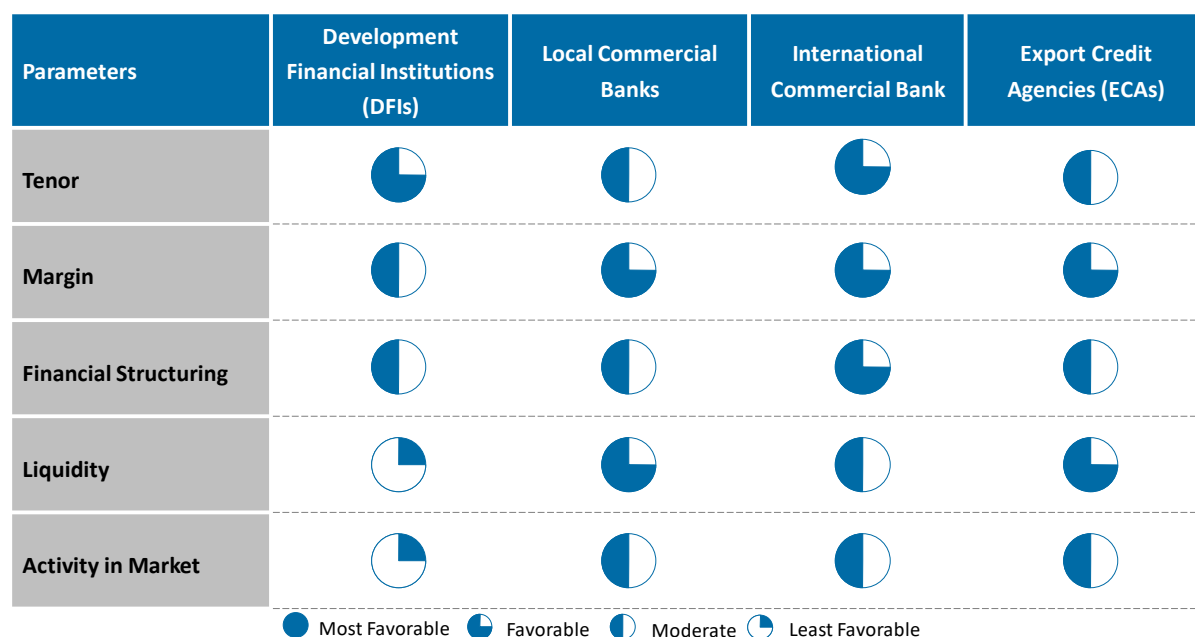 Parameters
Development
Financial Institutions
(DFIs)
Local Commercial
Banks
International
Commercial Bank
Export Credit
Agencies (ECAs)
Tenor
Margin
Financial Structuring
Liquidity
Activity in Market
Most Favorable Favorable Moderate Least Favorable